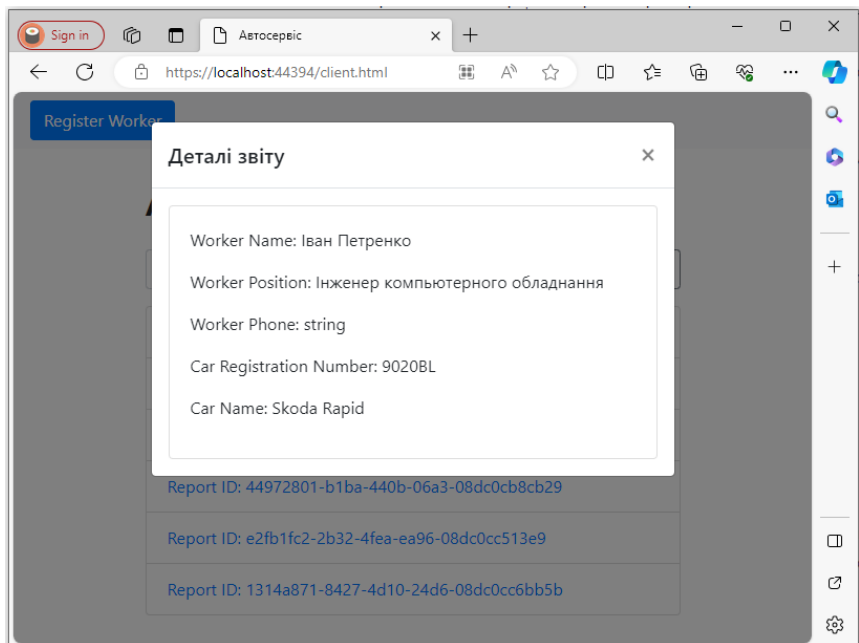 Sign in
Автосервіс
https://localhost:44394/client.html
Register Worker
Деталі звіту
Worker Name: Іван Петренко
Worker Position: Інженер компьютерного обладнання
Worker Phone: string
Car Registration Number: 9020BL
Car Name: Skoda Rapid
Report ID: 44972801-b1ba-440b-06a3-08dc0cb8cb29
Report ID: e2fb1fc2-2b32-4fea-ea96-08dc0cc513e9
Report ID: 1314a871-8427-4d10-24d6-08dc0cc6bb5b